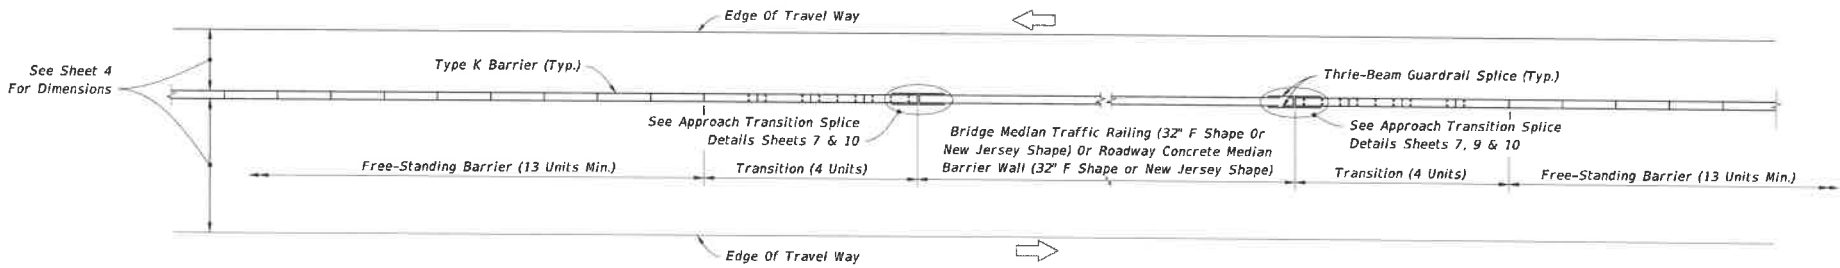 Edge Of Travel Way
See Sheet 4
For Dimensions
Type K Barrier (Typ.)
Thrie-Beam Guardrail Splice (Typ.)
See Approach Transition Splice
Details Sheets 7 & 10
Bridge Median Traffic Railing (32" F Shape Or
New Jersey Shape) Or Roadway Concrete Median
Barrier Wall (32" F Shape or New Jersey Shape)
See Approach Transition Splice
Details Sheets 7, 9 & 10
Free-Standing Barrier (13 Units Min.)
Transition (4 Units)
Transition (4 Units)
Free-Standing Barrier (13 Units Min.)
Edge Of Travel Way